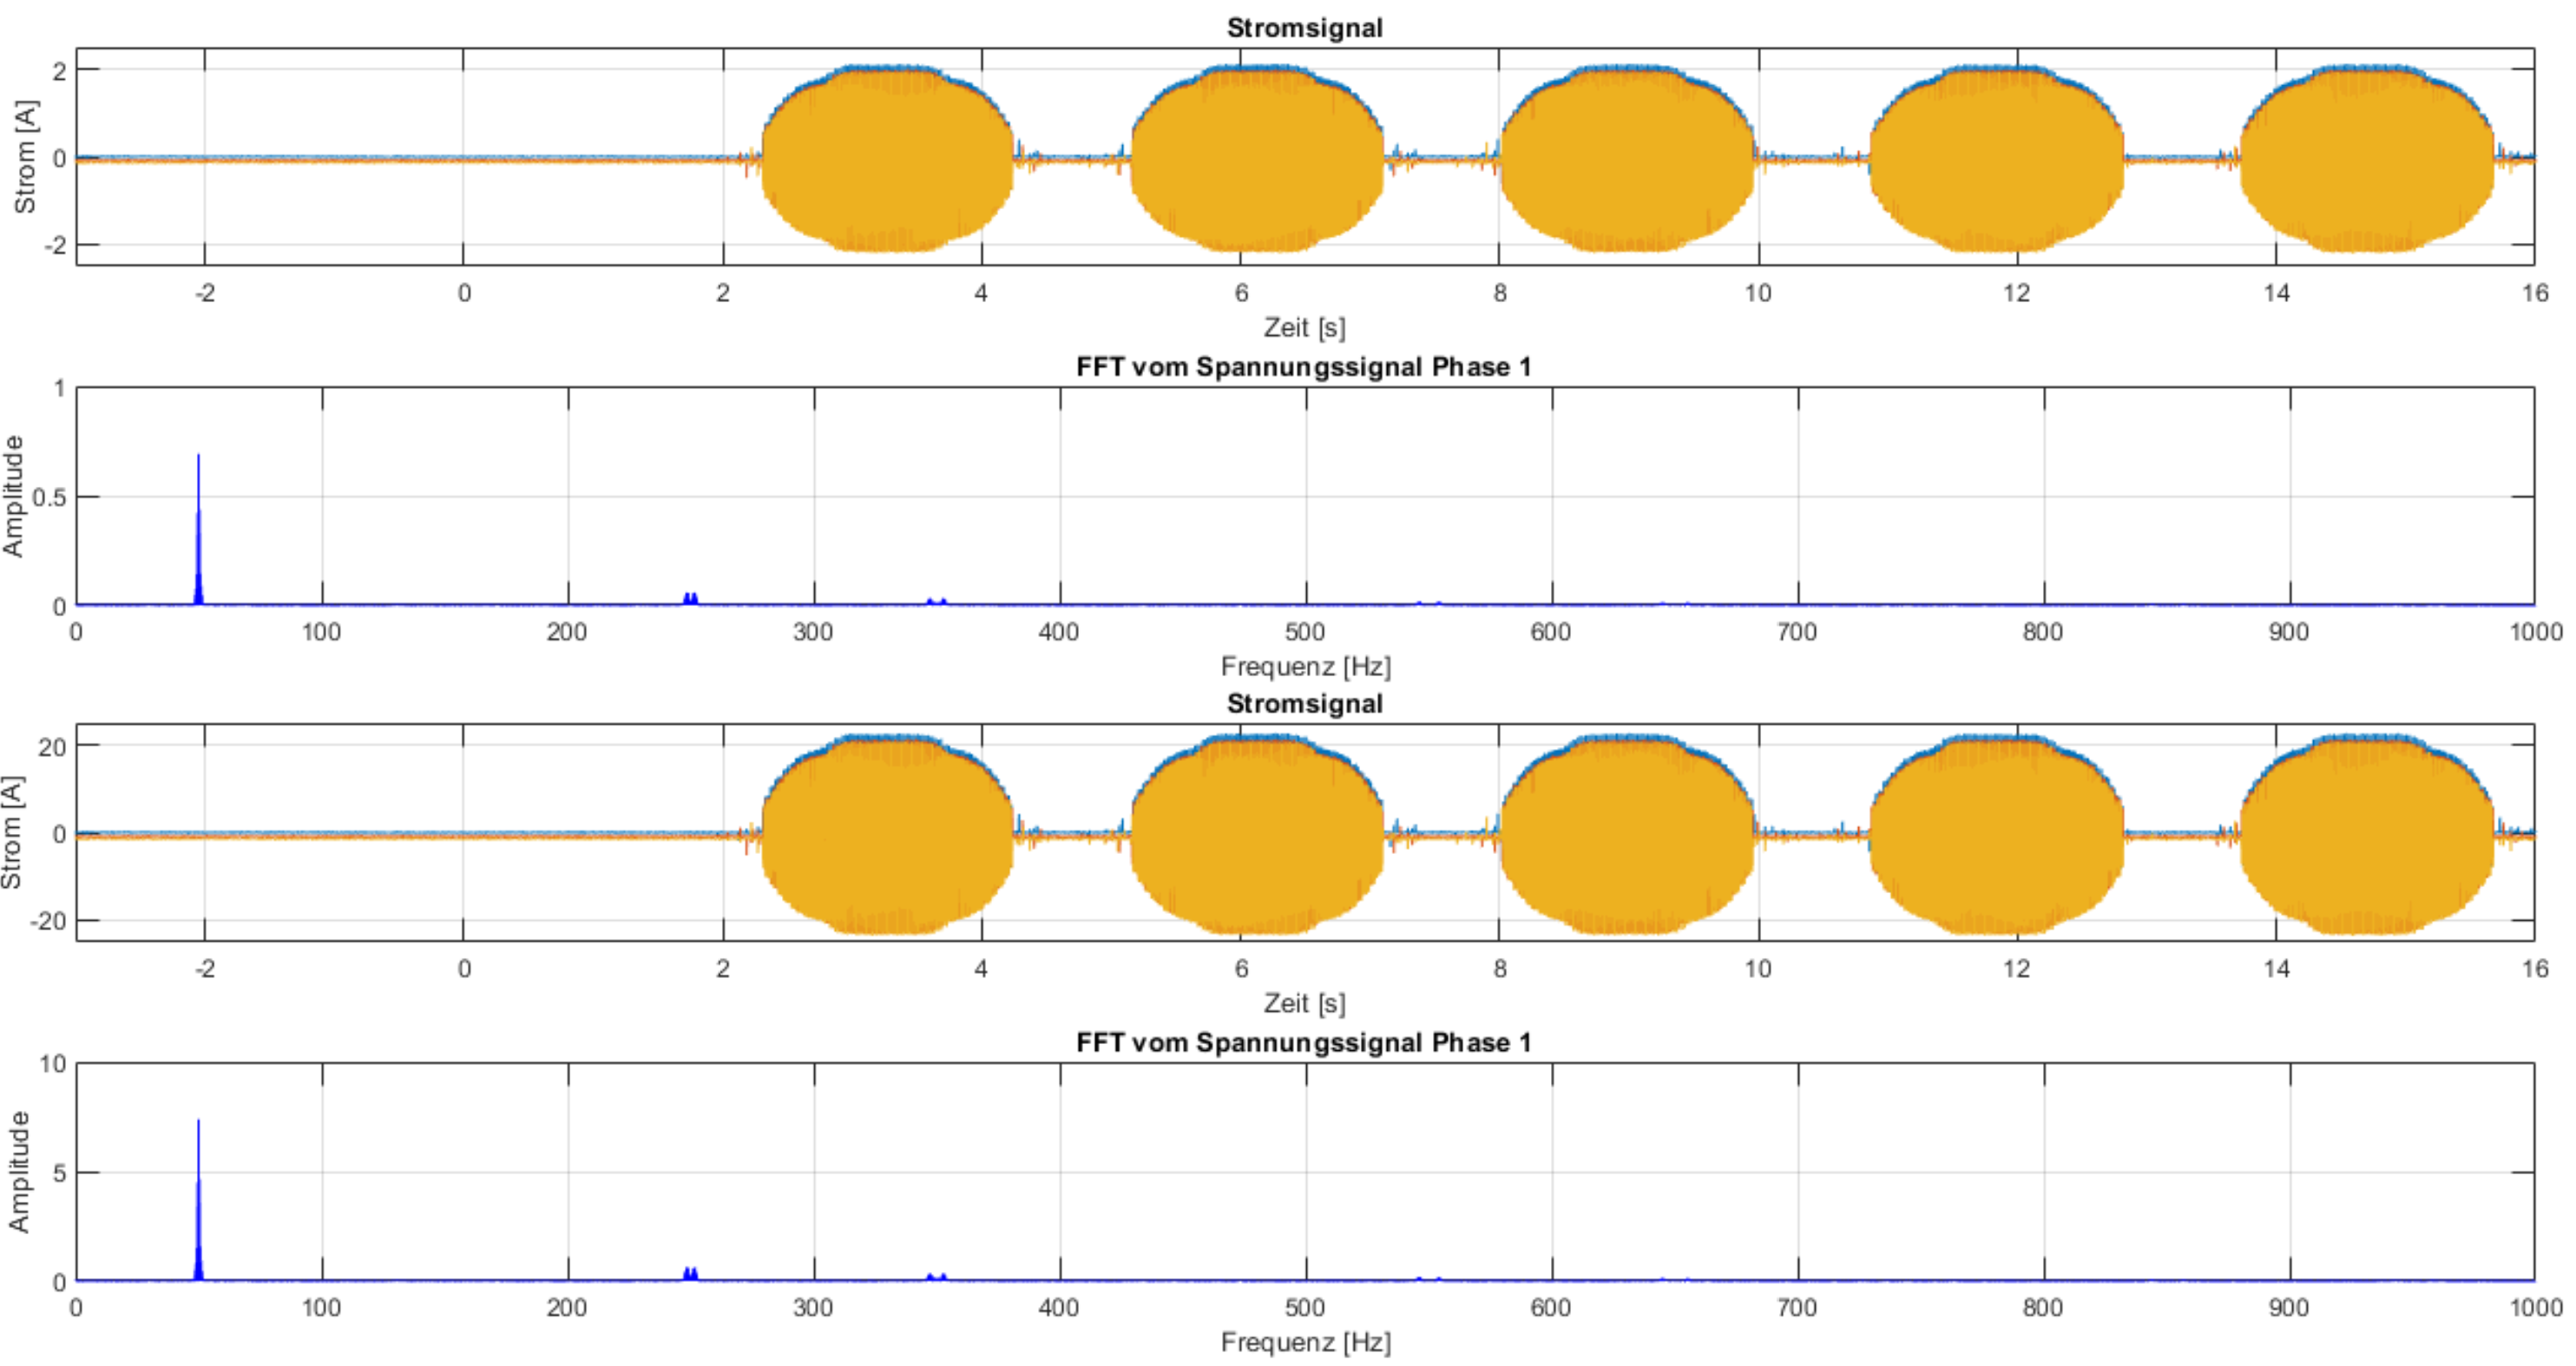 Stromsignal
2
0
-2
Strom [A]
-2 0 2 4 6 8 10 12 14 16
Zeit [s]
FFT vom Spannungssignal Phase 1
1
0.5
0
Amplitude
0 100 200 300 400 500 600 700 800 900 1000
Frequenz [Hz]
Stromsignal
20
0
-20
Strom [A]
-2 0 2 4 6 8 10 12 14 16
Zeit [s]
FFT vom Spannungssignal Phase 1
10
5
0
Amplitude
0 100 200 300 400 500 600 700 800 900 1000
Frequenz [Hz]